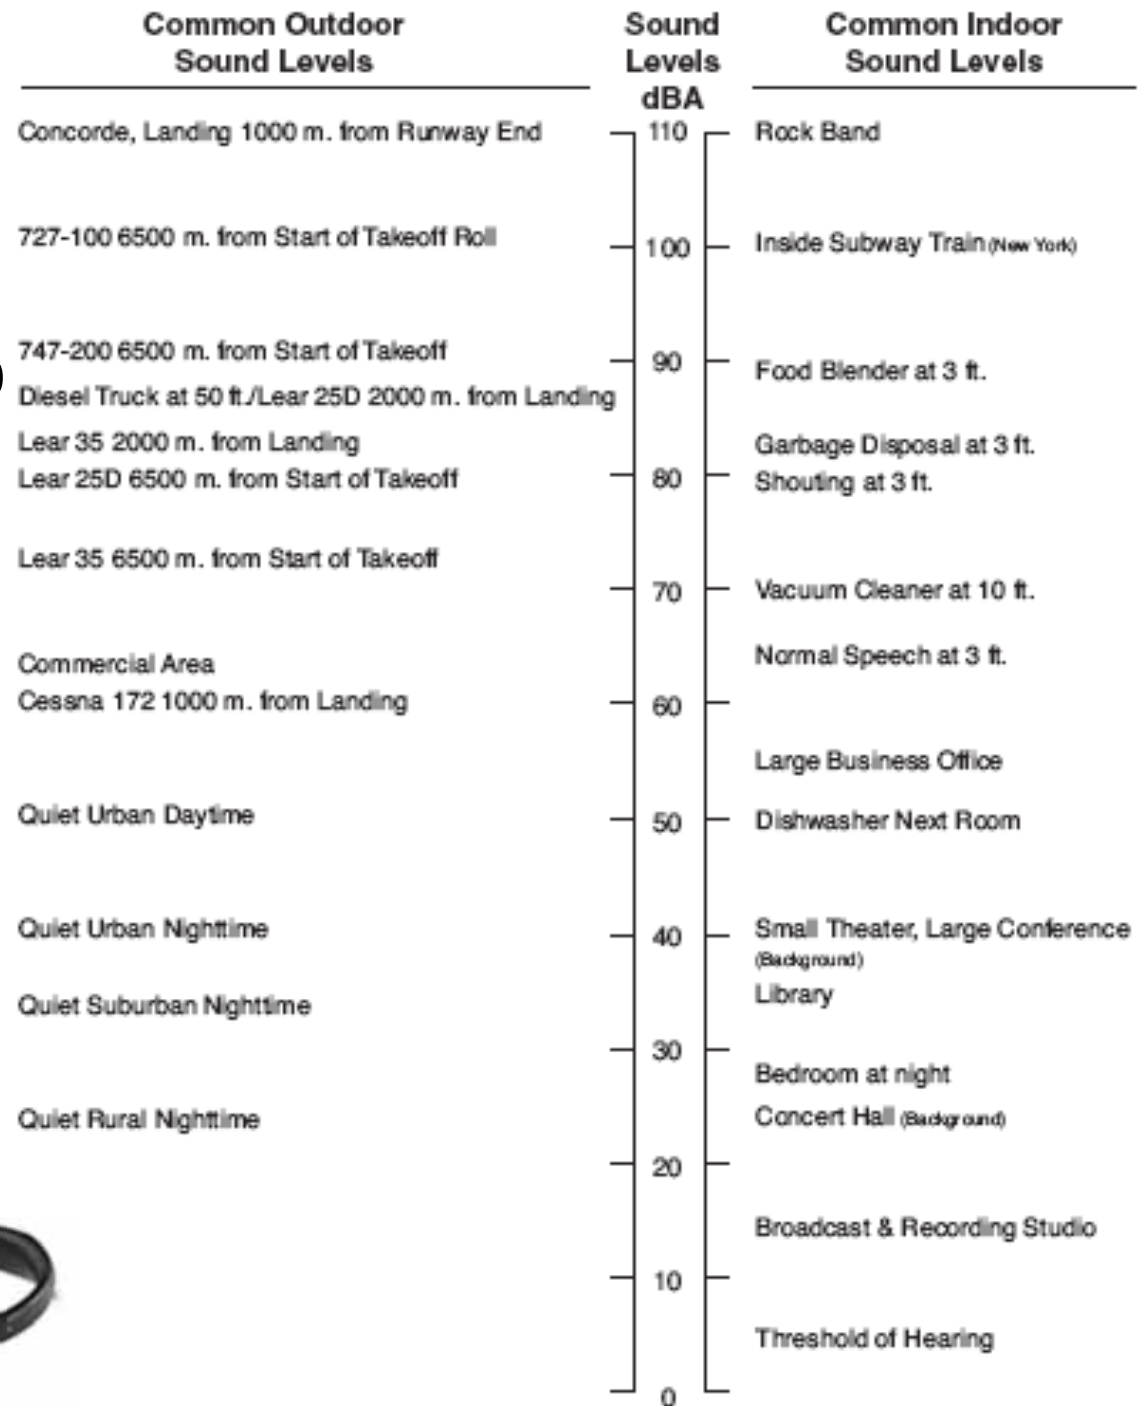 Common Outdoor
Sound Levels
Sound
Levels
dBA
Common Indoor
Sound Levels
Concorde, Landing 1000 m. from Runway End
110
Rock Band
727-100 6500 m. from Start of Takeoff Roll
100
Inside Subway Train (New York)
747-200 6500 m. from Start of Takeoff
90
Food Blender at 3 ft.
)
Diesel Truck at 50 ft./Lear 25D 2000 m. from Landing
Lear 35 2000 m. from Landing
Garbage Disposal at 3 ft.
Lear 25D 6500 m. from Start of Takeoff
80
Shouting at 3 ft.
Lear 35 6500 m. from Start of Takeoff
70
Vacuum Cleaner at 10 ft.
Commercial Area
Normal Speech at 3 ft.
Cessna 172 1000 m. from Landing
60
Large Business Office
Quiet Urban Daytime
50
Dishwasher Next Room
Quiet Urban Nighttime
40
Small Theater, Large Conference
(Background)
Library
Quiet Suburban Nighttime
30
Bedroom at night
Quiet Rural Nighttime
Concert Hall (Background)
20
Broadcast & Recording Studio
10
Threshold of Hearing
0